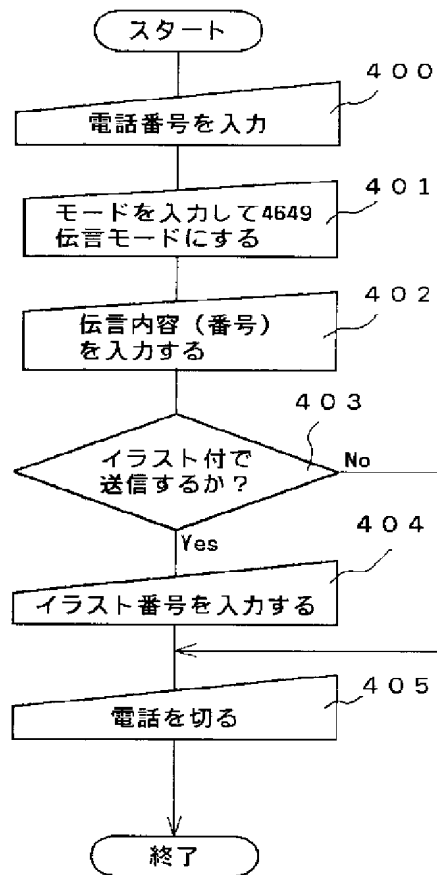 スタート
４００
電話番号を入力
４０１
モードを入力して4649
伝言モードにする
４０２
伝言内容（番号）
を入力する
４０３
イラスト付で
送信するか？
No
Yes
４０４
イラスト番号を入力する
４０５
電話を切る
終了